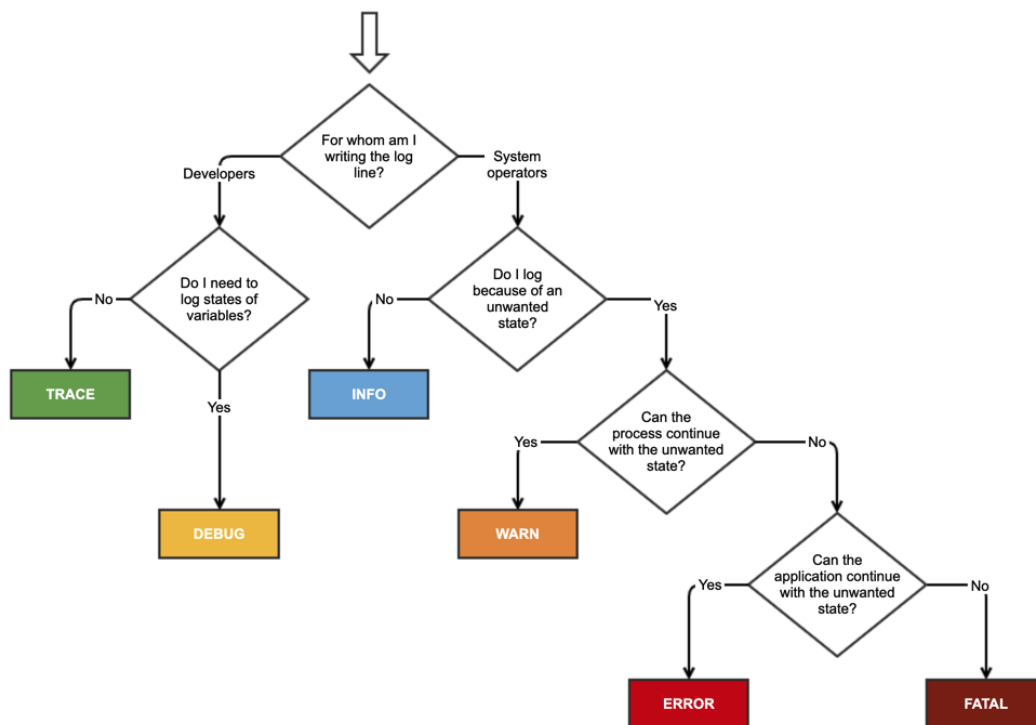 For whom am I
writing the log
line?
Developers
System
operators
Do I need to
log states of
variables?
No
Yes
TRACE
DEBUG
Do I log
because of an
unwanted
state?
No
Yes
INFO
Can the
process continue
with the unwanted
state?
Yes
No
WARN
Can the
application continue
with the unwanted
state?
Yes
No
ERROR
FATAL